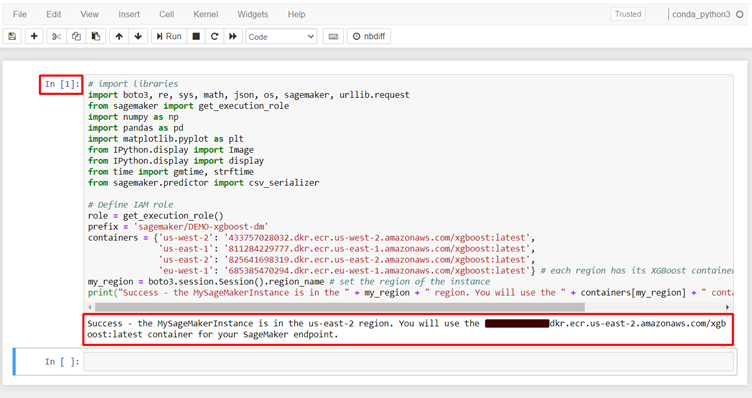 File Edit View Insert Cell Kernel Widgets Help Trusted conda_python3
Run Code nbdiff
In [1]: # import libraries
import boto3, re, sys, math, json, os, sagemaker, urllib.request
from sagemaker import get_execution_role
import numpy as np
import pandas as pd
import matplotlib.pyplot as plt
from IPython.display import Image
from IPython.display import display
from time import gmtime, strftime
from sagemaker.predictor import csv_serializer
# Define IAM role
role = get_execution_role()
prefix = 'sagemaker/DEMO-xgboost-dm'
containers = {'us-west-2': '433757028032.dkr.ecr.us-west-2.amazonaws.com/xgboost:latest',
'us-east-1': '811284229777.dkr.ecr.us-east-1.amazonaws.com/xgboost:latest',
'us-east-2': '825641698319.dkr.ecr.us-east-2.amazonaws.com/xgboost:latest',
'eu-west-1': '685385470294.dkr.ecr.eu-west-1.amazonaws.com/xgboost:latest'} # each region has its XGBoost container
my_region = boto3.session.Session().region_name # set the region of the instance
print("Success - the MySageMakerInstance is in the " + my_region + " region. You will use the " + containers[my_region] + " conta
Success - the MySageMakerInstance is in the us-east-2 region. You will use the dkr.ecr.us-east-2.amazonaws.com/xgb
oost:latest container for your SageMaker endpoint.
In [ ]: